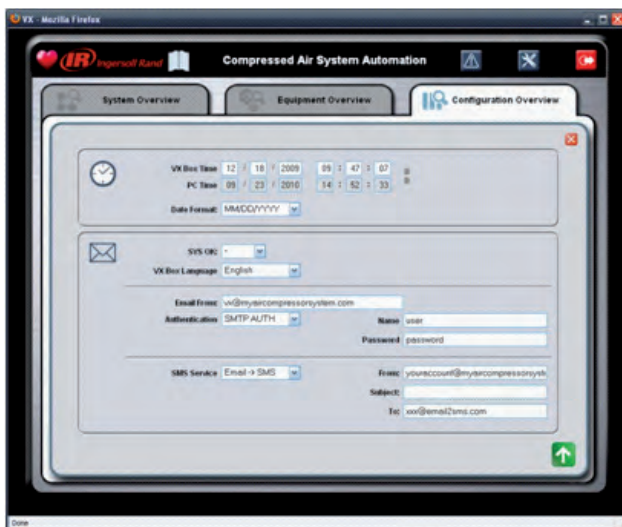 VX - Mozilla Firefox
IR Ingersoll Rand Compressed Air System Automation
System Overview Equipment Overview Configuration Overview
VX Box Time 12 / 18 / 2009 09 : 47 : 07
PC Time 09 / 23 / 2010 14 : 52 : 33
Date Format: MM/DD/YYYY
SYS OK: -
VX Box Language English
Email From: vx@myaircompressorsystem.com
Authentication SMTP AUTH Name user
Password password
SMS Service Email -> SMS From: youraccount@myaircompressorsyst
Subject:
To: xxx@email2sms.com
Done